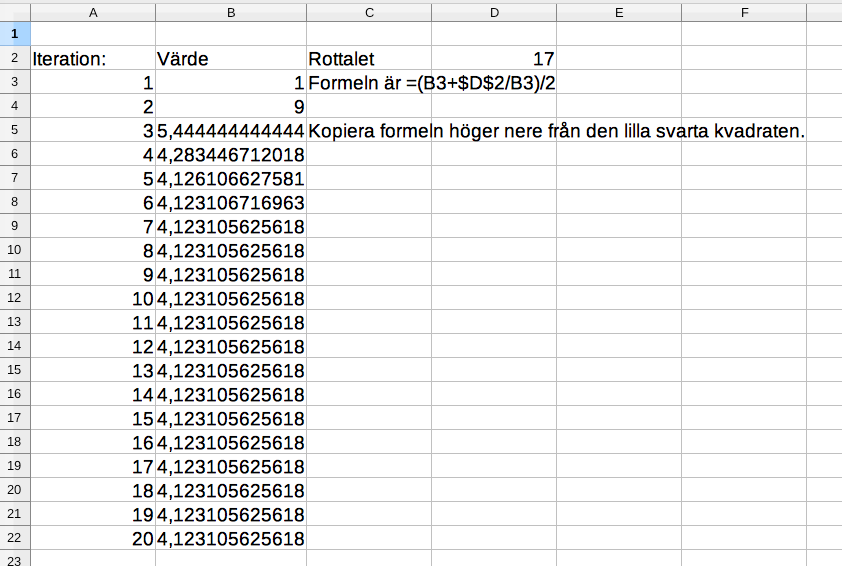 A B C D E F
1
2 Iteration: Värde Rottalet 17
3 1 1 Formeln är =(B3+$D$2/B3)/2
4 2 9
5 3 5,444444444444 Kopiera formeln höger nere från den lilla svarta kvadraten.
6 4 4,283446712018
7 5 4,126106627581
8 6 4,123106716963
9 7 4,123105625618
10 8 4,123105625618
11 9 4,123105625618
12 10 4,123105625618
13 11 4,123105625618
14 12 4,123105625618
15 13 4,123105625618
16 14 4,123105625618
17 15 4,123105625618
18 16 4,123105625618
19 17 4,123105625618
20 18 4,123105625618
21 19 4,123105625618
22 20 4,123105625618
23